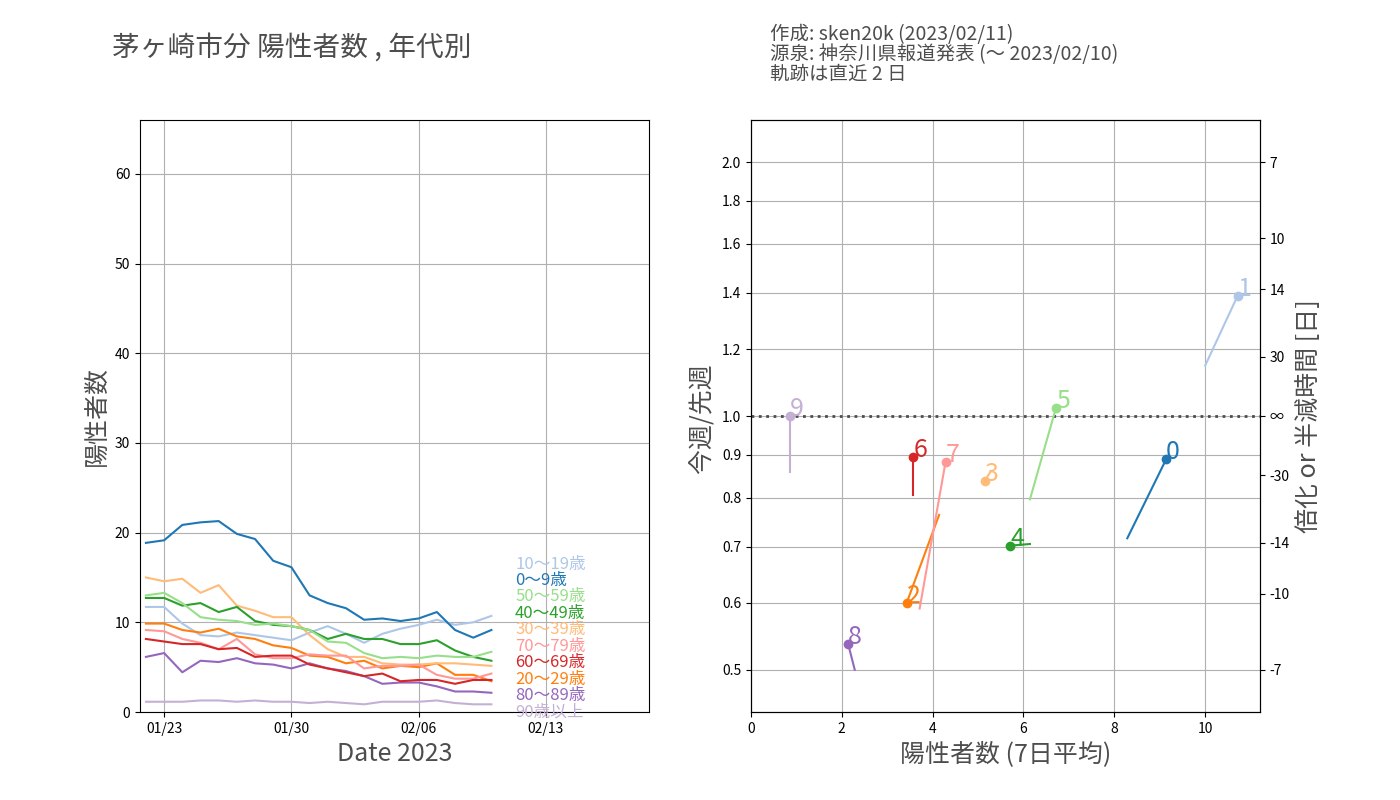 茅ヶ崎市分 陽性者数 , 年代別
作成: sken20k (2023/02/11)
源泉: 神奈川県報道発表 (〜 2023/02/10)
軌跡は直近 2 日
陽性者数
60
50
40
30
20
10
0
01/23
01/30
02/06
02/13
Date 2023
10〜19歳
0〜9歳
50〜59歳
40〜49歳
30〜39歳
70〜79歳
60〜69歳
20〜29歳
80〜89歳
90歳以上
今週/先週
2.0
1.8
1.6
1.4
1.2
1.0
0.9
0.8
0.7
0.6
0.5
0
2
4
6
8
10
陽性者数 (7日平均)
1
5
9
6
7
0
3
4
2
8
7
10
14
30
∞
-30
-14
-10
-7
倍化 or 半減時間 [日]